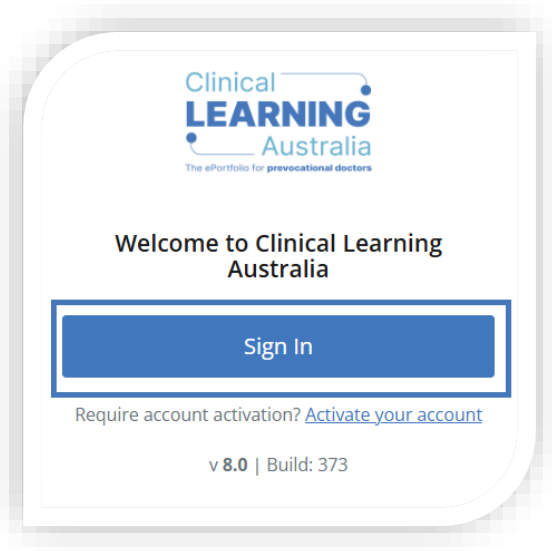 Clinical
LEARNING
Australia
The ePortfolio for prevocational doctors
Welcome to Clinical Learning
Australia
Sign In
Require account activation? Activate your account
v 8.0 | Build: 373